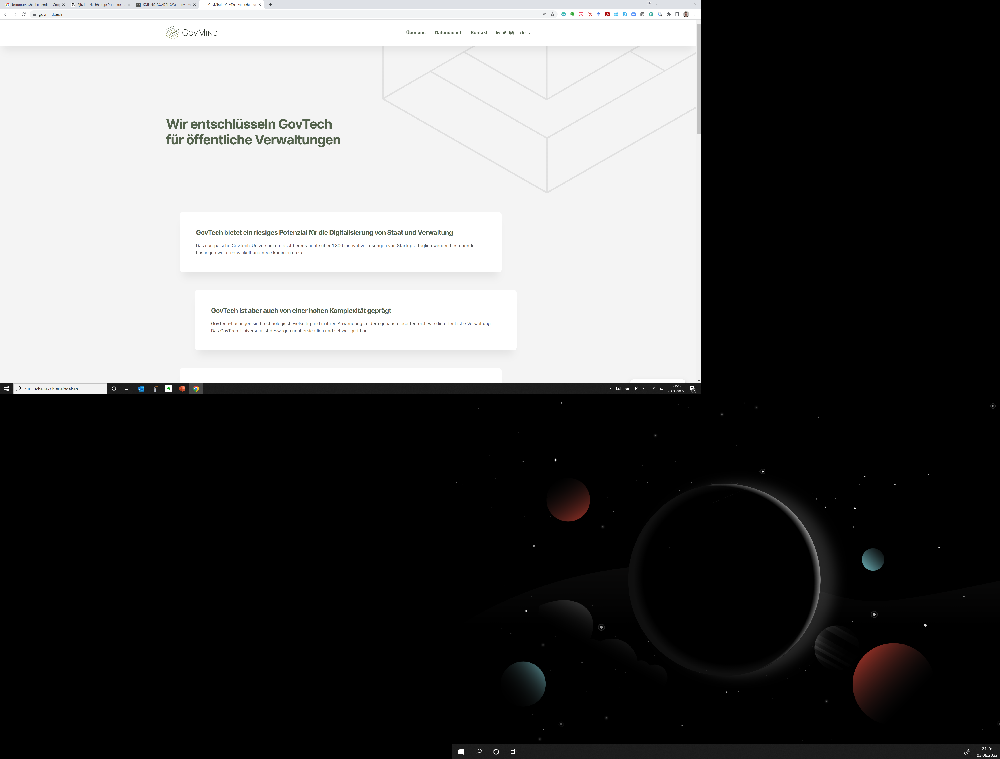 brompton wheel extender - Goo
2jb.de - Nachhaltige Produkte au
KOINNO-ROADSHOW: Innovativ
GovMind – GovTech verstehen u
govmind.tech
GOVMIND
Über uns
Datendienst
Kontakt
de
Wir entschlüsseln GovTech
für öffentliche Verwaltungen
GovTech bietet ein riesiges Potenzial für die Digitalisierung von Staat und Verwaltung
Das europäische GovTech-Universum umfasst bereits heute über 1.800 innovative Lösungen von Startups. Täglich werden bestehende
Lösungen weiterentwickelt und neue kommen dazu.
GovTech ist aber auch von einer hohen Komplexität geprägt
GovTech-Lösungen sind technologisch vielseitig und in ihren Anwendungsfeldern genauso facettenreich wie die öffentliche Verwaltung.
Das GovTech-Universum ist deswegen unübersichtlich und schwer greifbar.
Zur Suche Text hier eingeben
21:26
03.06.2022
16
21:26
03.06.2022